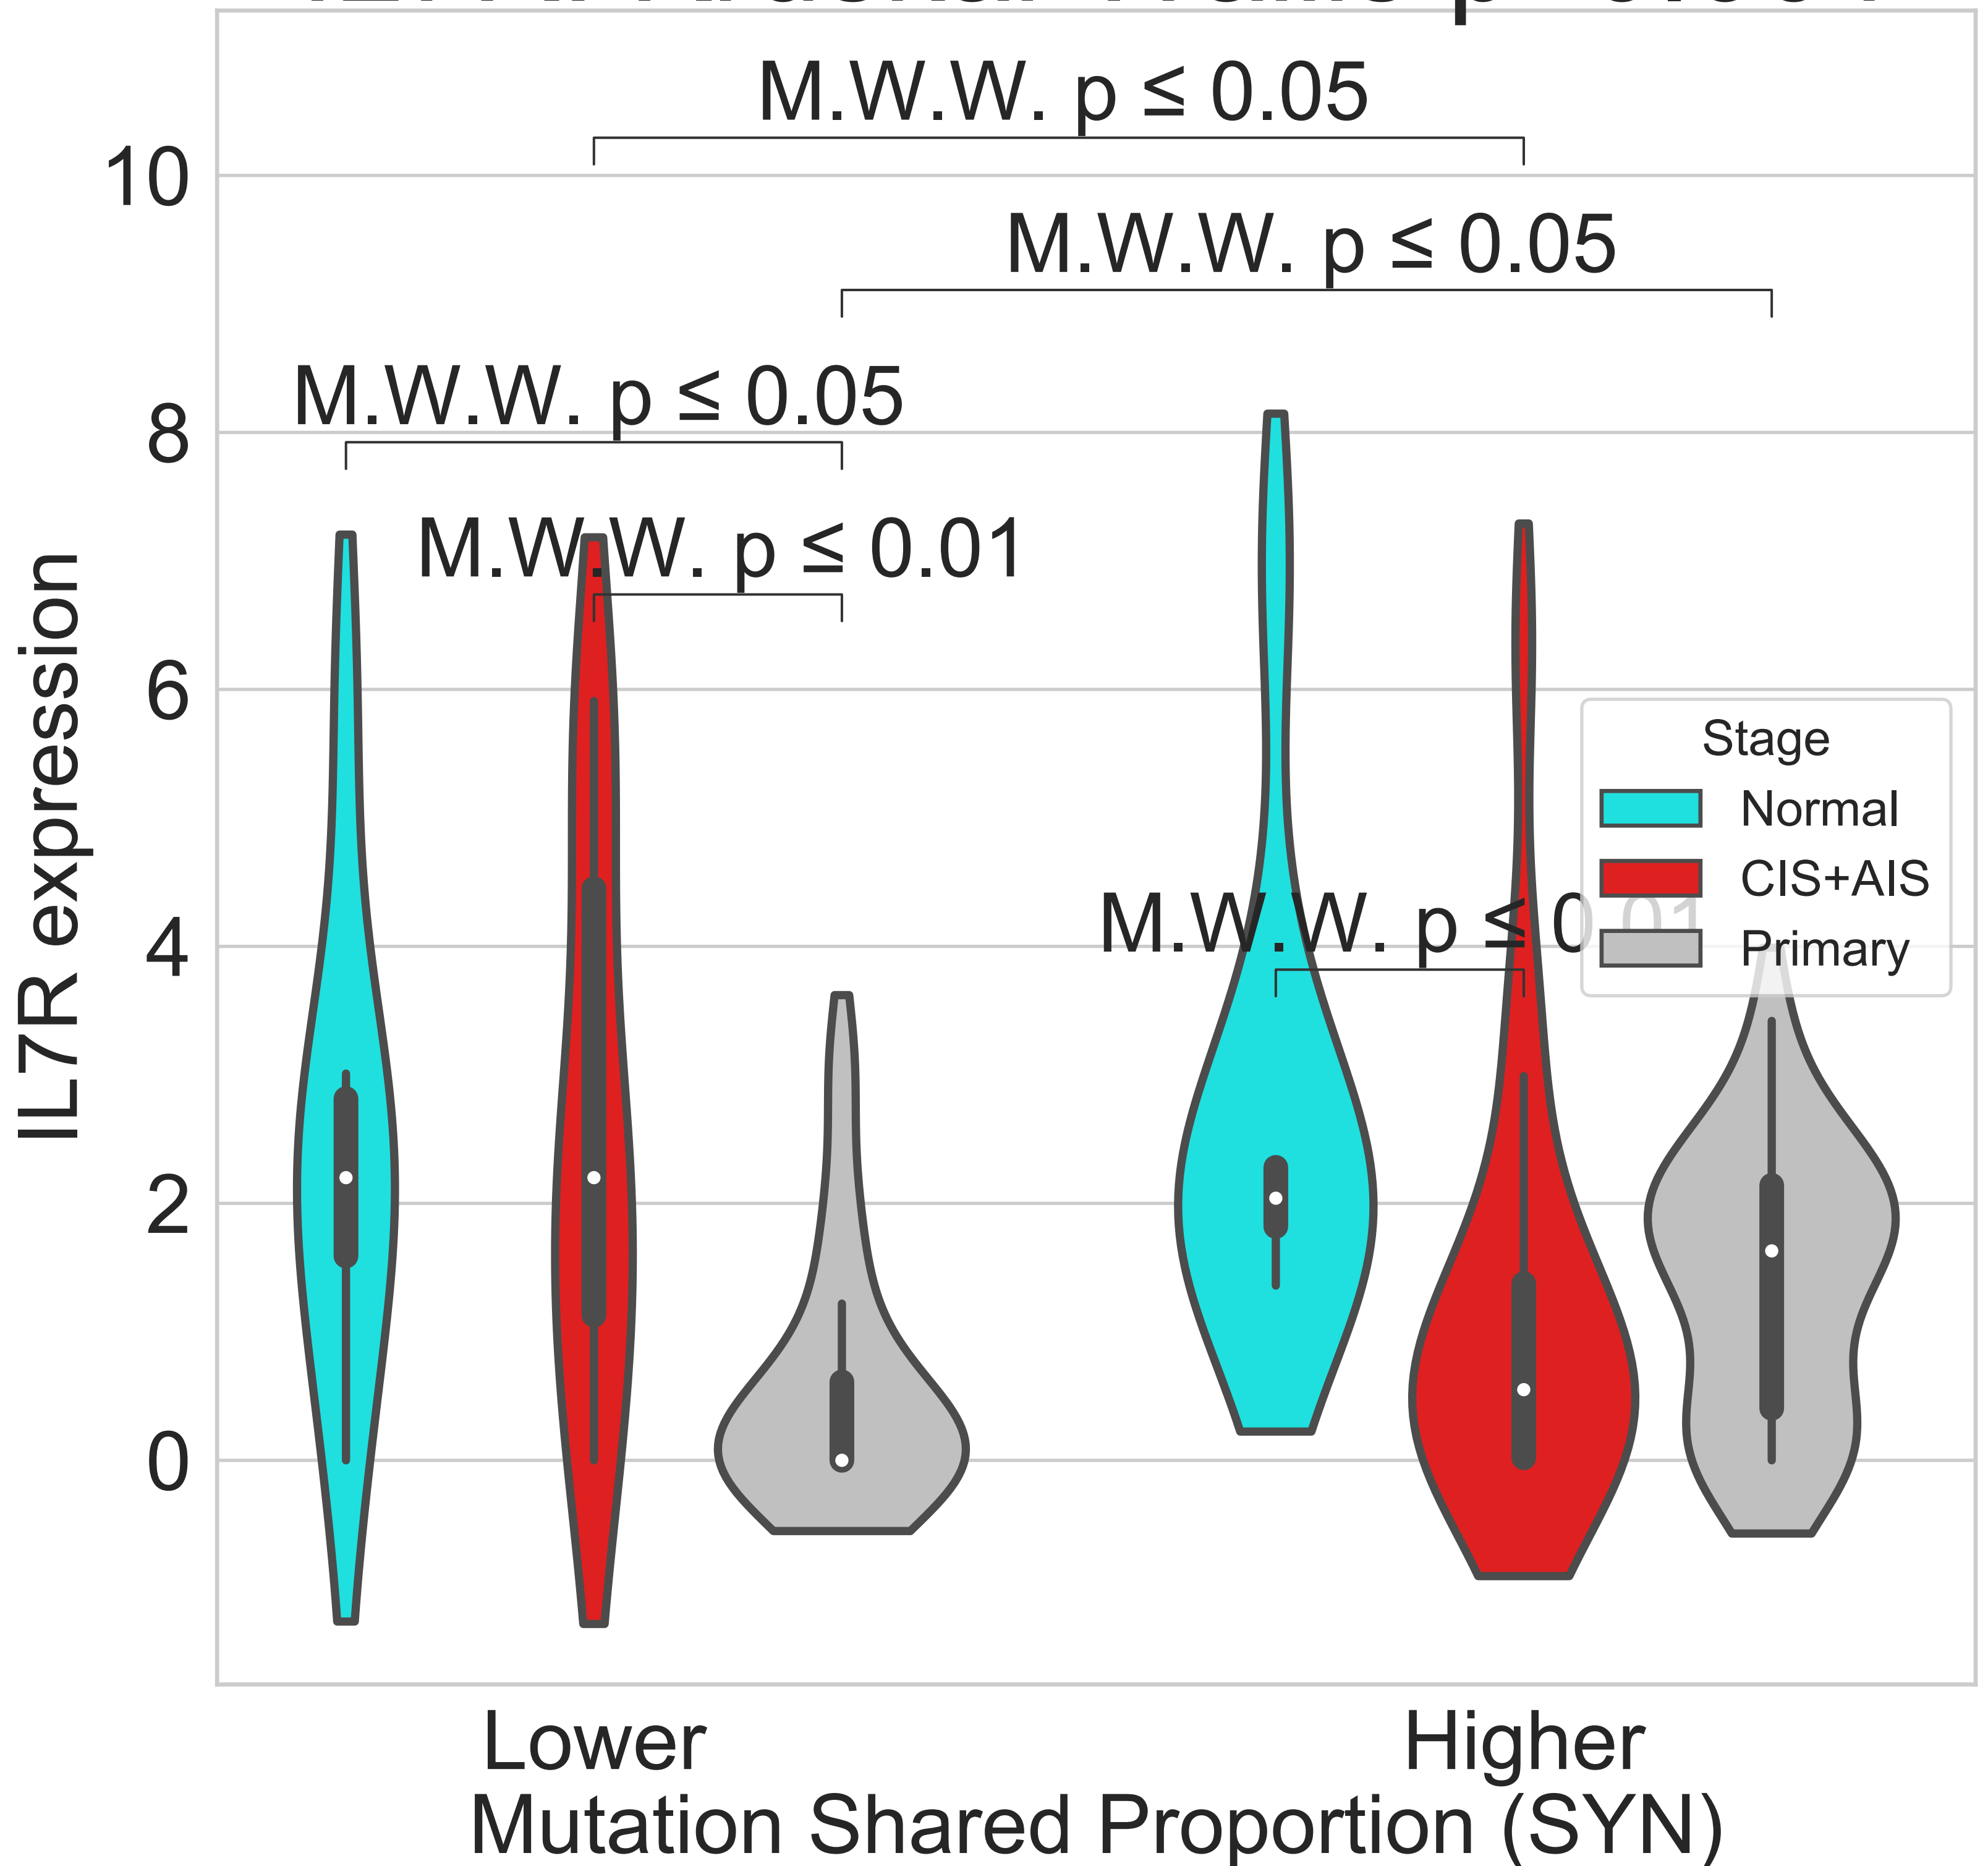 M.W.W. p ≤ 0.05
10
M.W.W. p ≤ 0.05
M.W.W. p ≤ 0.05
8
M.W.W. p ≤ 0.01
6
Stage
Normal
CIS+AIS
Primary
M.W.W. p ≤ 0.01
4
2
0
IL7R expression
Lower
Higher
Mutation Shared Proportion (SYN)